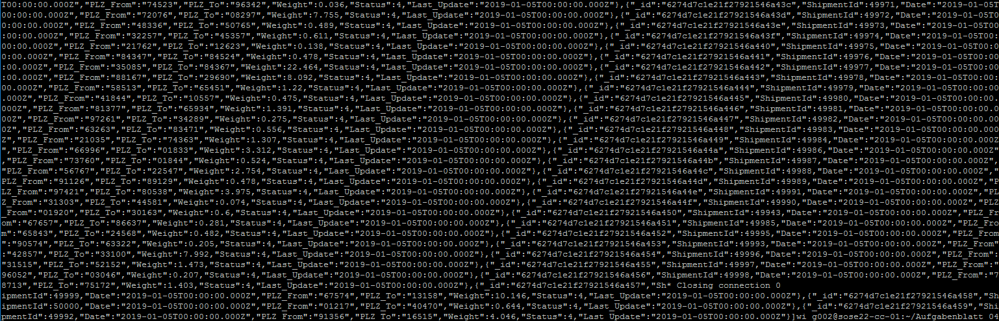 T00:00:00.000Z","PLZ_From":"74523","PLZ_To":"96342","Weight":0.036,"Status":4,"Last_Update":"2019-01-05T00:00:00.000Z"},{"_id":"6274d7c1e21f27921546a43c","ShipmentId":49971,"Date":"2019-01-05T
00:00:00.000Z","PLZ_From":"72076","PLZ_To":"08297","Weight":7.755,"Status":4,"Last_Update":"2019-01-05T00:00:00.000Z"},{"_id":"6274d7c1e21f27921546a43d","ShipmentId":49972,"Date":"2019-01-05T0
0:00:00.000Z","PLZ_From":"48336","PLZ_To":"50765","Weight":0.489,"Status":4,"Last_Update":"2019-01-05T00:00:00.000Z"},{"_id":"6274d7c1e21f27921546a43e","ShipmentId":49973,"Date":"2019-01-05T00
:00:00.000Z","PLZ_From":"32257","PLZ_To":"45357","Weight":0.611,"Status":4,"Last_Update":"2019-01-05T00:00:00.000Z"},{"_id":"6274d7c1e21f27921546a43f","ShipmentId":49974,"Date":"2019-01-05T00:
00:00.000Z","PLZ_From":"21762","PLZ_To":"12623","Weight":0.138,"Status":4,"Last_Update":"2019-01-05T00:00:00.000Z"},{"_id":"6274d7c1e21f27921546a440","ShipmentId":49975,"Date":"2019-01-05T00:0
0:00.000Z","PLZ_From":"84347","PLZ_To":"84524","Weight":0.478,"Status":4,"Last_Update":"2019-01-05T00:00:00.000Z"},{"_id":"6274d7c1e21f27921546a441","ShipmentId":49976,"Date":"2019-01-05T00:00
:00.000Z","PLZ_From":"35085","PLZ_To":"84367","Weight":22.464,"Status":4,"Last_Update":"2019-01-05T00:00:00.000Z"},{"_id":"6274d7c1e21f27921546a442","ShipmentId":49977,"Date":"2019-01-05T00:00
:00.000Z","PLZ_From":"88167","PLZ_To":"29690","Weight":8.092,"Status":4,"Last_Update":"2019-01-05T00:00:00.000Z"},{"_id":"6274d7c1e21f27921546a443","ShipmentId":49978,"Date":"2019-01-05T00:00:
00.000Z","PLZ_From":"58513","PLZ_To":"65451","Weight":1.22,"Status":4,"Last_Update":"2019-01-05T00:00:00.000Z"},{"_id":"6274d7c1e21f27921546a444","ShipmentId":49979,"Date":"2019-01-05T00:00:00
.000Z","PLZ_From":"41844","PLZ_To":"10557","Weight":0.475,"Status":4,"Last_Update":"2019-01-05T00:00:00.000Z"},{"_id":"6274d7c1e21f27921546a445","ShipmentId":49980,"Date":"2019-01-05T00:00:00.
000Z","PLZ_From":"81377","PLZ_To":"65934","Weight":1.391,"Status":4,"Last_Update":"2019-01-05T00:00:00.000Z"},{"_id":"6274d7c1e21f27921546a446","ShipmentId":49981,"Date":"2019-01-05T00:00:00.0
00Z","PLZ_From":"97261","PLZ_To":"34289","Weight":0.275,"Status":4,"Last_Update":"2019-01-05T00:00:00.000Z"},{"_id":"6274d7c1e21f27921546a447","ShipmentId":49982,"Date":"2019-01-05T00:00:00.00
0Z","PLZ_From":"63263","PLZ_To":"83471","Weight":0.556,"Status":4,"Last_Update":"2019-01-05T00:00:00.000Z"},{"_id":"6274d7c1e21f27921546a448","ShipmentId":49983,"Date":"2019-01-05T00:00:00.000
Z","PLZ_From":"21035","PLZ_To":"74363","Weight":1.307,"Status":4,"Last_Update":"2019-01-05T00:00:00.000Z"},{"_id":"6274d7c1e21f27921546a449","ShipmentId":49984,"Date":"2019-01-05T00:00:00.000Z
","PLZ_From":"66996","PLZ_To":"01833","Weight":3.312,"Status":4,"Last_Update":"2019-01-05T00:00:00.000Z"},{"_id":"6274d7c1e21f27921546a44a","ShipmentId":49986,"Date":"2019-01-05T00:00:00.000Z"
,"PLZ_From":"73760","PLZ_To":"01844","Weight":0.524,"Status":4,"Last_Update":"2019-01-05T00:00:00.000Z"},{"_id":"6274d7c1e21f27921546a44b","ShipmentId":49987,"Date":"2019-01-05T00:00:00.000Z",
"PLZ_From":"56767","PLZ_To":"22547","Weight":2.754,"Status":4,"Last_Update":"2019-01-05T00:00:00.000Z"},{"_id":"6274d7c1e21f27921546a44c","ShipmentId":49988,"Date":"2019-01-05T00:00:00.000Z","
PLZ_From":"91126","PLZ_To":"89129","Weight":0.478,"Status":4,"Last_Update":"2019-01-05T00:00:00.000Z"},{"_id":"6274d7c1e21f27921546a44d","ShipmentId":49989,"Date":"2019-01-05T00:00:00.000Z","P
LZ_From":"97421","PLZ_To":"80538","Weight":3.975,"Status":4,"Last_Update":"2019-01-05T00:00:00.000Z"},{"_id":"6274d7c1e21f27921546a44e","ShipmentId":49991,"Date":"2019-01-05T00:00:00.000Z","PL
Z_From":"31303","PLZ_To":"44581","Weight":0.074,"Status":4,"Last_Update":"2019-01-05T00:00:00.000Z"},{"_id":"6274d7c1e21f27921546a44f","ShipmentId":49990,"Date":"2019-01-05T00:00:00.000Z","PLZ
_From":"01920","PLZ_To":"30163","Weight":0.6,"Status":4,"Last_Update":"2019-01-05T00:00:00.000Z"},{"_id":"6274d7c1e21f27921546a450","ShipmentId":49943,"Date":"2019-01-05T00:00:00.000Z","PLZ_Fr
om":"67657","PLZ_To":"86637","Weight":0.281,"Status":4,"Last_Update":"2019-01-05T00:00:00.000Z"},{"_id":"6274d7c1e21f27921546a451","ShipmentId":49985,"Date":"2019-01-05T00:00:00.000Z","PLZ_Fro
m":"65843","PLZ_To":"24568","Weight":0.482,"Status":4,"Last_Update":"2019-01-05T00:00:00.000Z"},{"_id":"6274d7c1e21f27921546a452","ShipmentId":49995,"Date":"2019-01-05T00:00:00.000Z","PLZ_From
":"90574","PLZ_To":"63322","Weight":0.205,"Status":4,"Last_Update":"2019-01-05T00:00:00.000Z"},{"_id":"6274d7c1e21f27921546a453","ShipmentId":49993,"Date":"2019-01-05T00:00:00.000Z","PLZ_From"
:"42857","PLZ_To":"33100","Weight":7.992,"Status":4,"Last_Update":"2019-01-05T00:00:00.000Z"},{"_id":"6274d7c1e21f27921546a454","ShipmentId":49996,"Date":"2019-01-05T00:00:00.000Z","PLZ_From":
"31515","PLZ_To":"52152","Weight":1.473,"Status":4,"Last_Update":"2019-01-05T00:00:00.000Z"},{"_id":"6274d7c1e21f27921546a455","ShipmentId":49997,"Date":"2019-01-05T00:00:00.000Z","PLZ_From":"
96052","PLZ_To":"03046","Weight":0.207,"Status":4,"Last_Update":"2019-01-05T00:00:00.000Z"},{"_id":"6274d7c1e21f27921546a456","ShipmentId":49998,"Date":"2019-01-05T00:00:00.000Z","PLZ_From":"7
8713","PLZ_To":"75172","Weight":1.403,"Status":4,"Last_Update":"2019-01-05T00:00:00.000Z"},{"_id":"6274d7c1e21f27921546a457","Sh* Closing connection 0
ipmentId":49999,"Date":"2019-01-05T00:00:00.000Z","PLZ_From":"67574","PLZ_To":"13158","Weight":10.146,"Status":4,"Last_Update":"2019-01-05T00:00:00.000Z"},{"_id":"6274d7c1e21f27921546a458","Sh
ipmentId":50000,"Date":"2019-01-05T00:00:00.000Z","PLZ_From":"01217","PLZ_To":"40470","Weight":0.644,"Status":4,"Last_Update":"2019-01-05T00:00:00.000Z"},{"_id":"6274d7c1e21f27921546a459","Shi
pmentId":49992,"Date":"2019-01-05T00:00:00.000Z","PLZ_From":"91356","PLZ_To":"16515","Weight":4.046,"Status":4,"Last_Update":"2019-01-05T00:00:00.000Z"}]wi_g002@sose22-cc-01:~/Aufgabenblatt_04